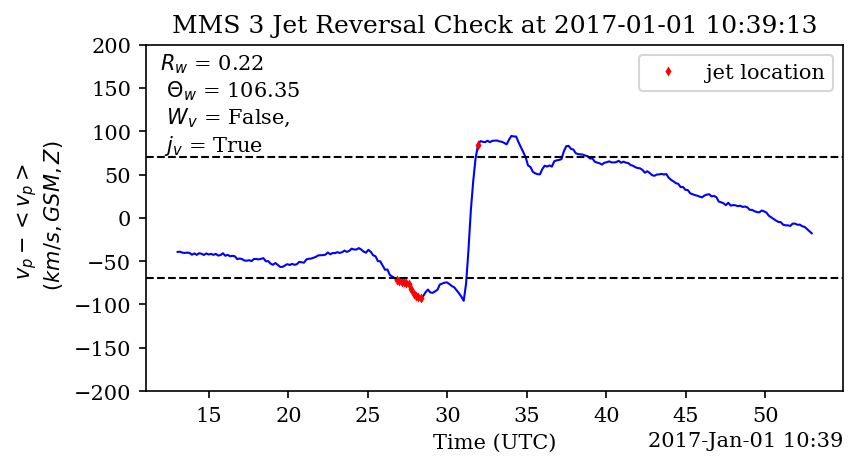 MMS 3 Jet Reversal Check at 2017-01-01 10:39:13
R_w = 0.22
Θ_w = 106.35
W_v = False,
j_v = True
jet location
v_p − < v_p >
(km/s, GSM, Z)
200
150
100
50
0
−50
−100
−150
−200
15 20 25 30 35 40 45 50
Time (UTC)
2017-Jan-01 10:39